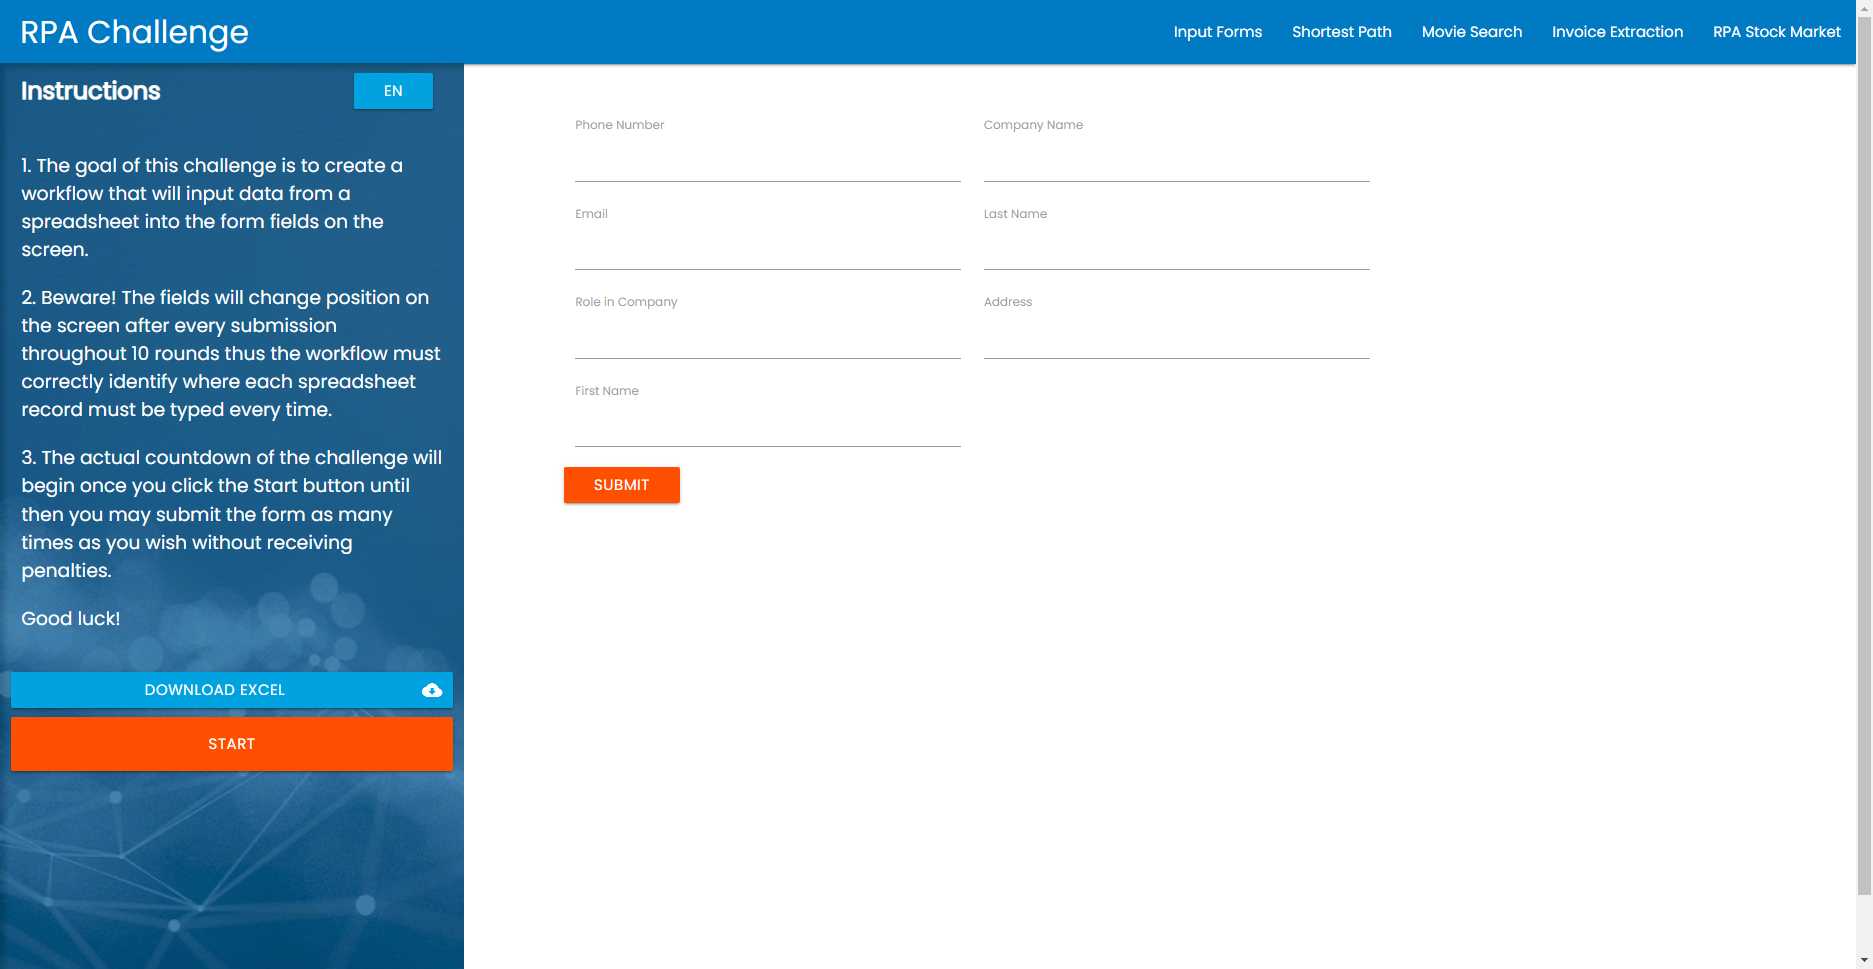 RPA Challenge
Input Forms
Shortest Path
Movie Search
Invoice Extraction
RPA Stock Market
Instructions
EN
1. The goal of this challenge is to create a
workflow that will input data from a
spreadsheet into the form fields on the
screen.
2. Beware! The fields will change position on
the screen after every submission
throughout 10 rounds thus the workflow must
correctly identify where each spreadsheet
record must be typed every time.
3. The actual countdown of the challenge will
begin once you click the Start button until
then you may submit the form as many
times as you wish without receiving
penalties.
Good luck!
DOWNLOAD EXCEL
START
Phone Number
Company Name
Email
Last Name
Role in Company
Address
First Name
SUBMIT